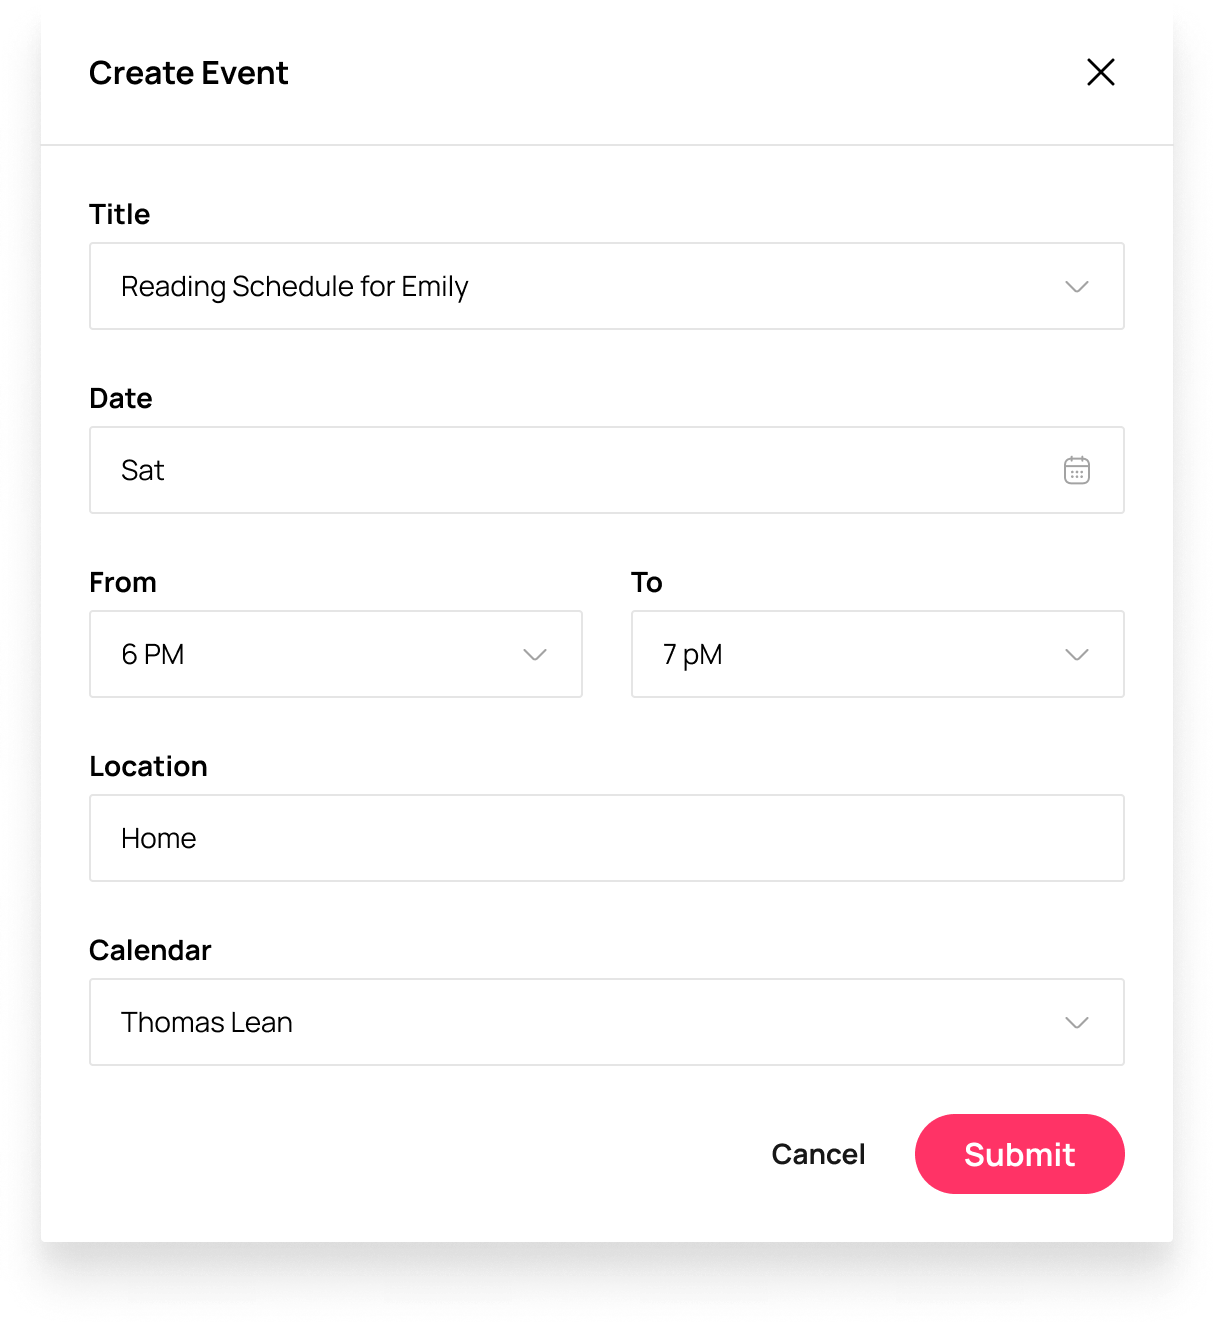 Create Event
Title
Reading Schedule for Emily
Date
Sat
From To
6 PM 7 pM
Location
Home
Calendar
Thomas Lean
Cancel Submit